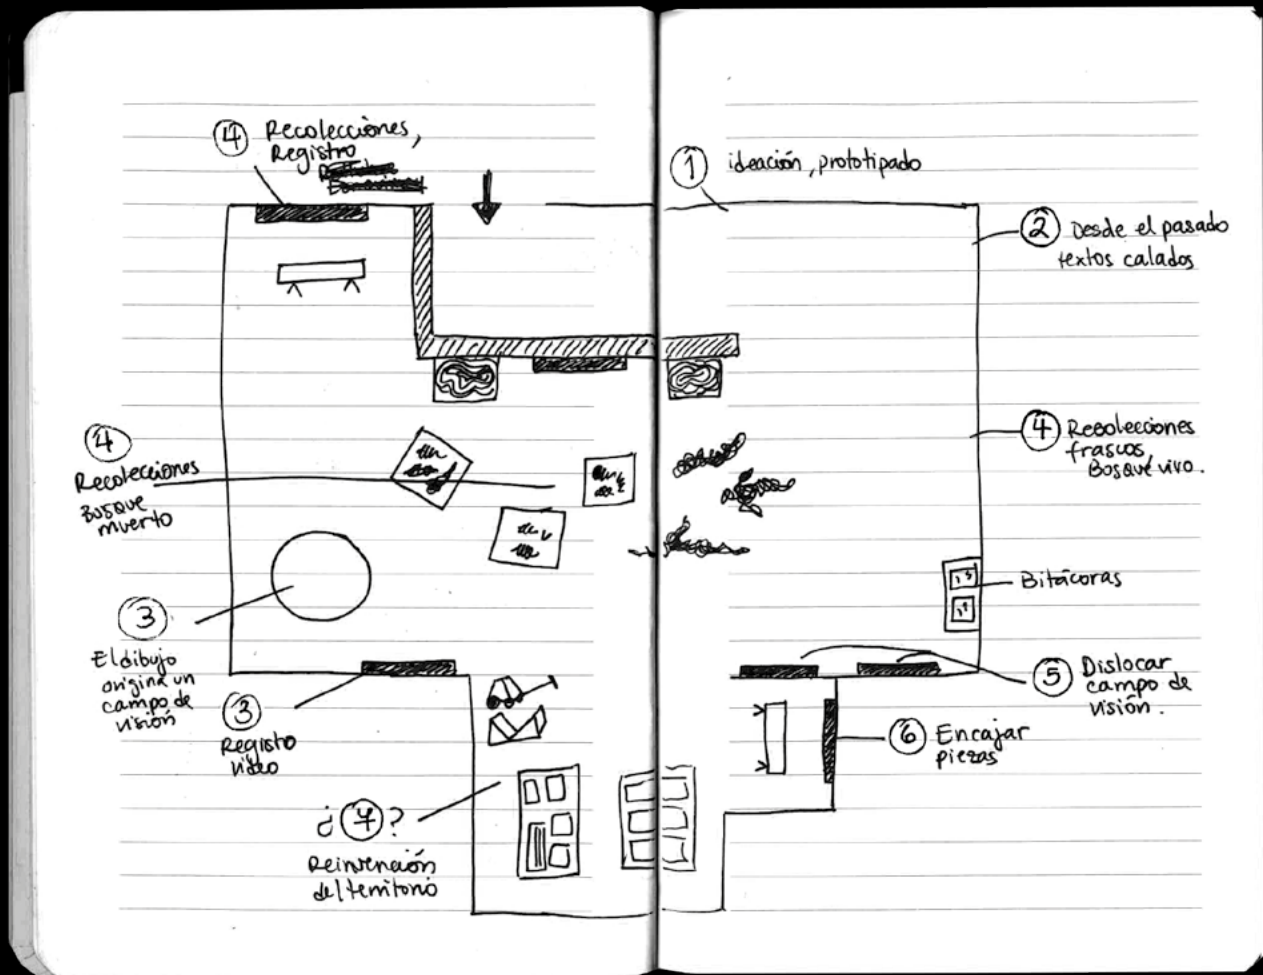 4 Recolecciones,
Registro
1 ideación, prototipado
2 Desde el pasado
textos calados
4 Recolecciones
frascos
Bosque vivo.
4
Recolecciones
Bosque
muerto
Bitácoras
3
El dibujo
origina un
campo de
visión
3
Registo
video
5 Dislocar
campo de
visión.
6 Encajar
piezas
¿7?
Reinvención
del territorio